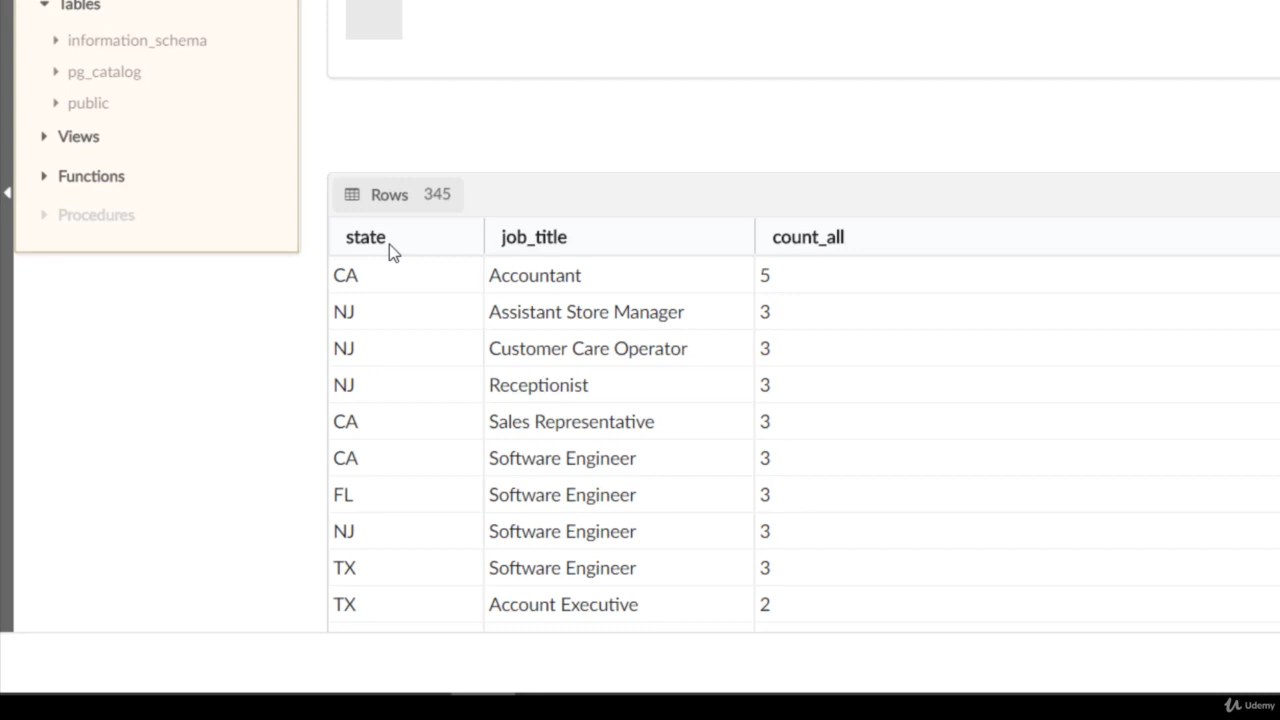 Tables
information_schema
pg_catalog
public
Views
Functions
Procedures
Rows 345
state job_title count_all
CA Accountant 5
NJ Assistant Store Manager 3
NJ Customer Care Operator 3
NJ Receptionist 3
CA Sales Representative 3
CA Software Engineer 3
FL Software Engineer 3
NJ Software Engineer 3
TX Software Engineer 3
TX Account Executive 2
Udemy